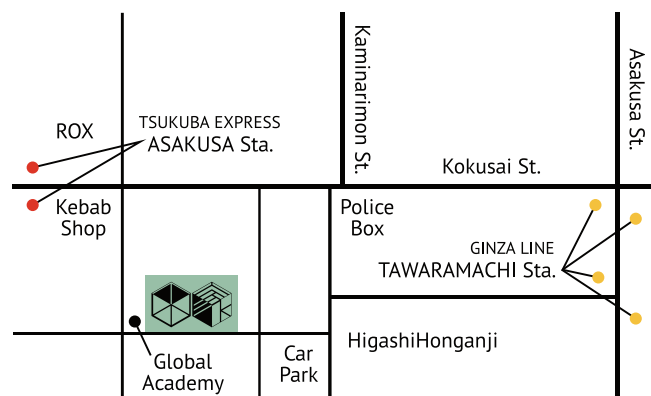 Kaminarimon St.
Asakusa St.
ROX
TSUKUBA EXPRESS
ASAKUSA Sta.
Kokusai St.
Kebab
Shop
Police
Box
GINZA LINE
TAWARAMACHI Sta.
HigashiHonganji
Global
Academy
Car
Park